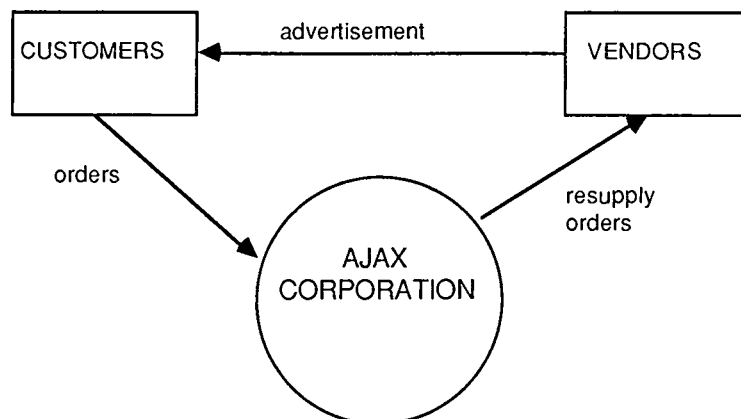 advertisement
CUSTOMERS
VENDORS
orders
resupply
orders
AJAX
CORPORATION